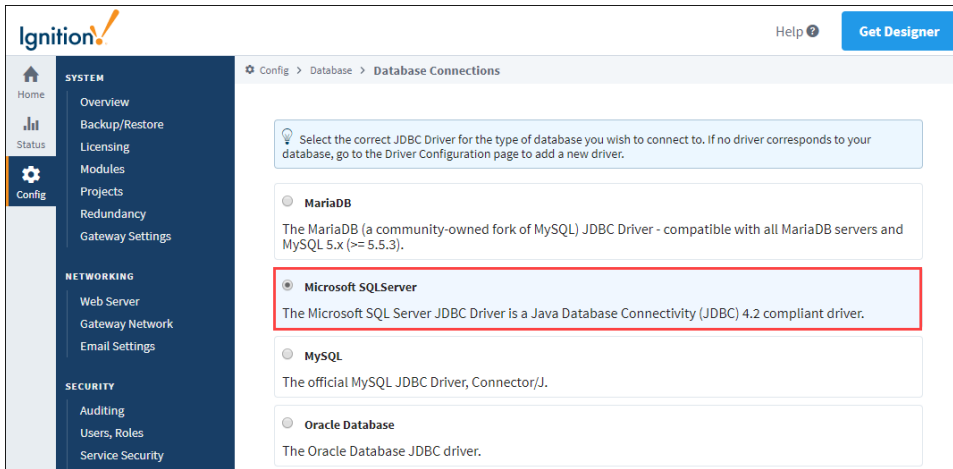 Ignition!
Help ?
Get Designer
Home
Status
Config
SYSTEM
Overview
Backup/Restore
Licensing
Modules
Projects
Redundancy
Gateway Settings
NETWORKING
Web Server
Gateway Network
Email Settings
SECURITY
Auditing
Users, Roles
Service Security
Config > Database > Database Connections
Select the correct JDBC Driver for the type of database you wish to connect to. If no driver corresponds to your
database, go to the Driver Configuration page to add a new driver.
MariaDB
The MariaDB (a community-owned fork of MySQL) JDBC Driver - compatible with all MariaDB servers and
MySQL 5.x (>= 5.5.3).
Microsoft SQLServer
The Microsoft SQL Server JDBC Driver is a Java Database Connectivity (JDBC) 4.2 compliant driver.
MySQL
The official MySQL JDBC Driver, Connector/J.
Oracle Database
The Oracle Database JDBC driver.